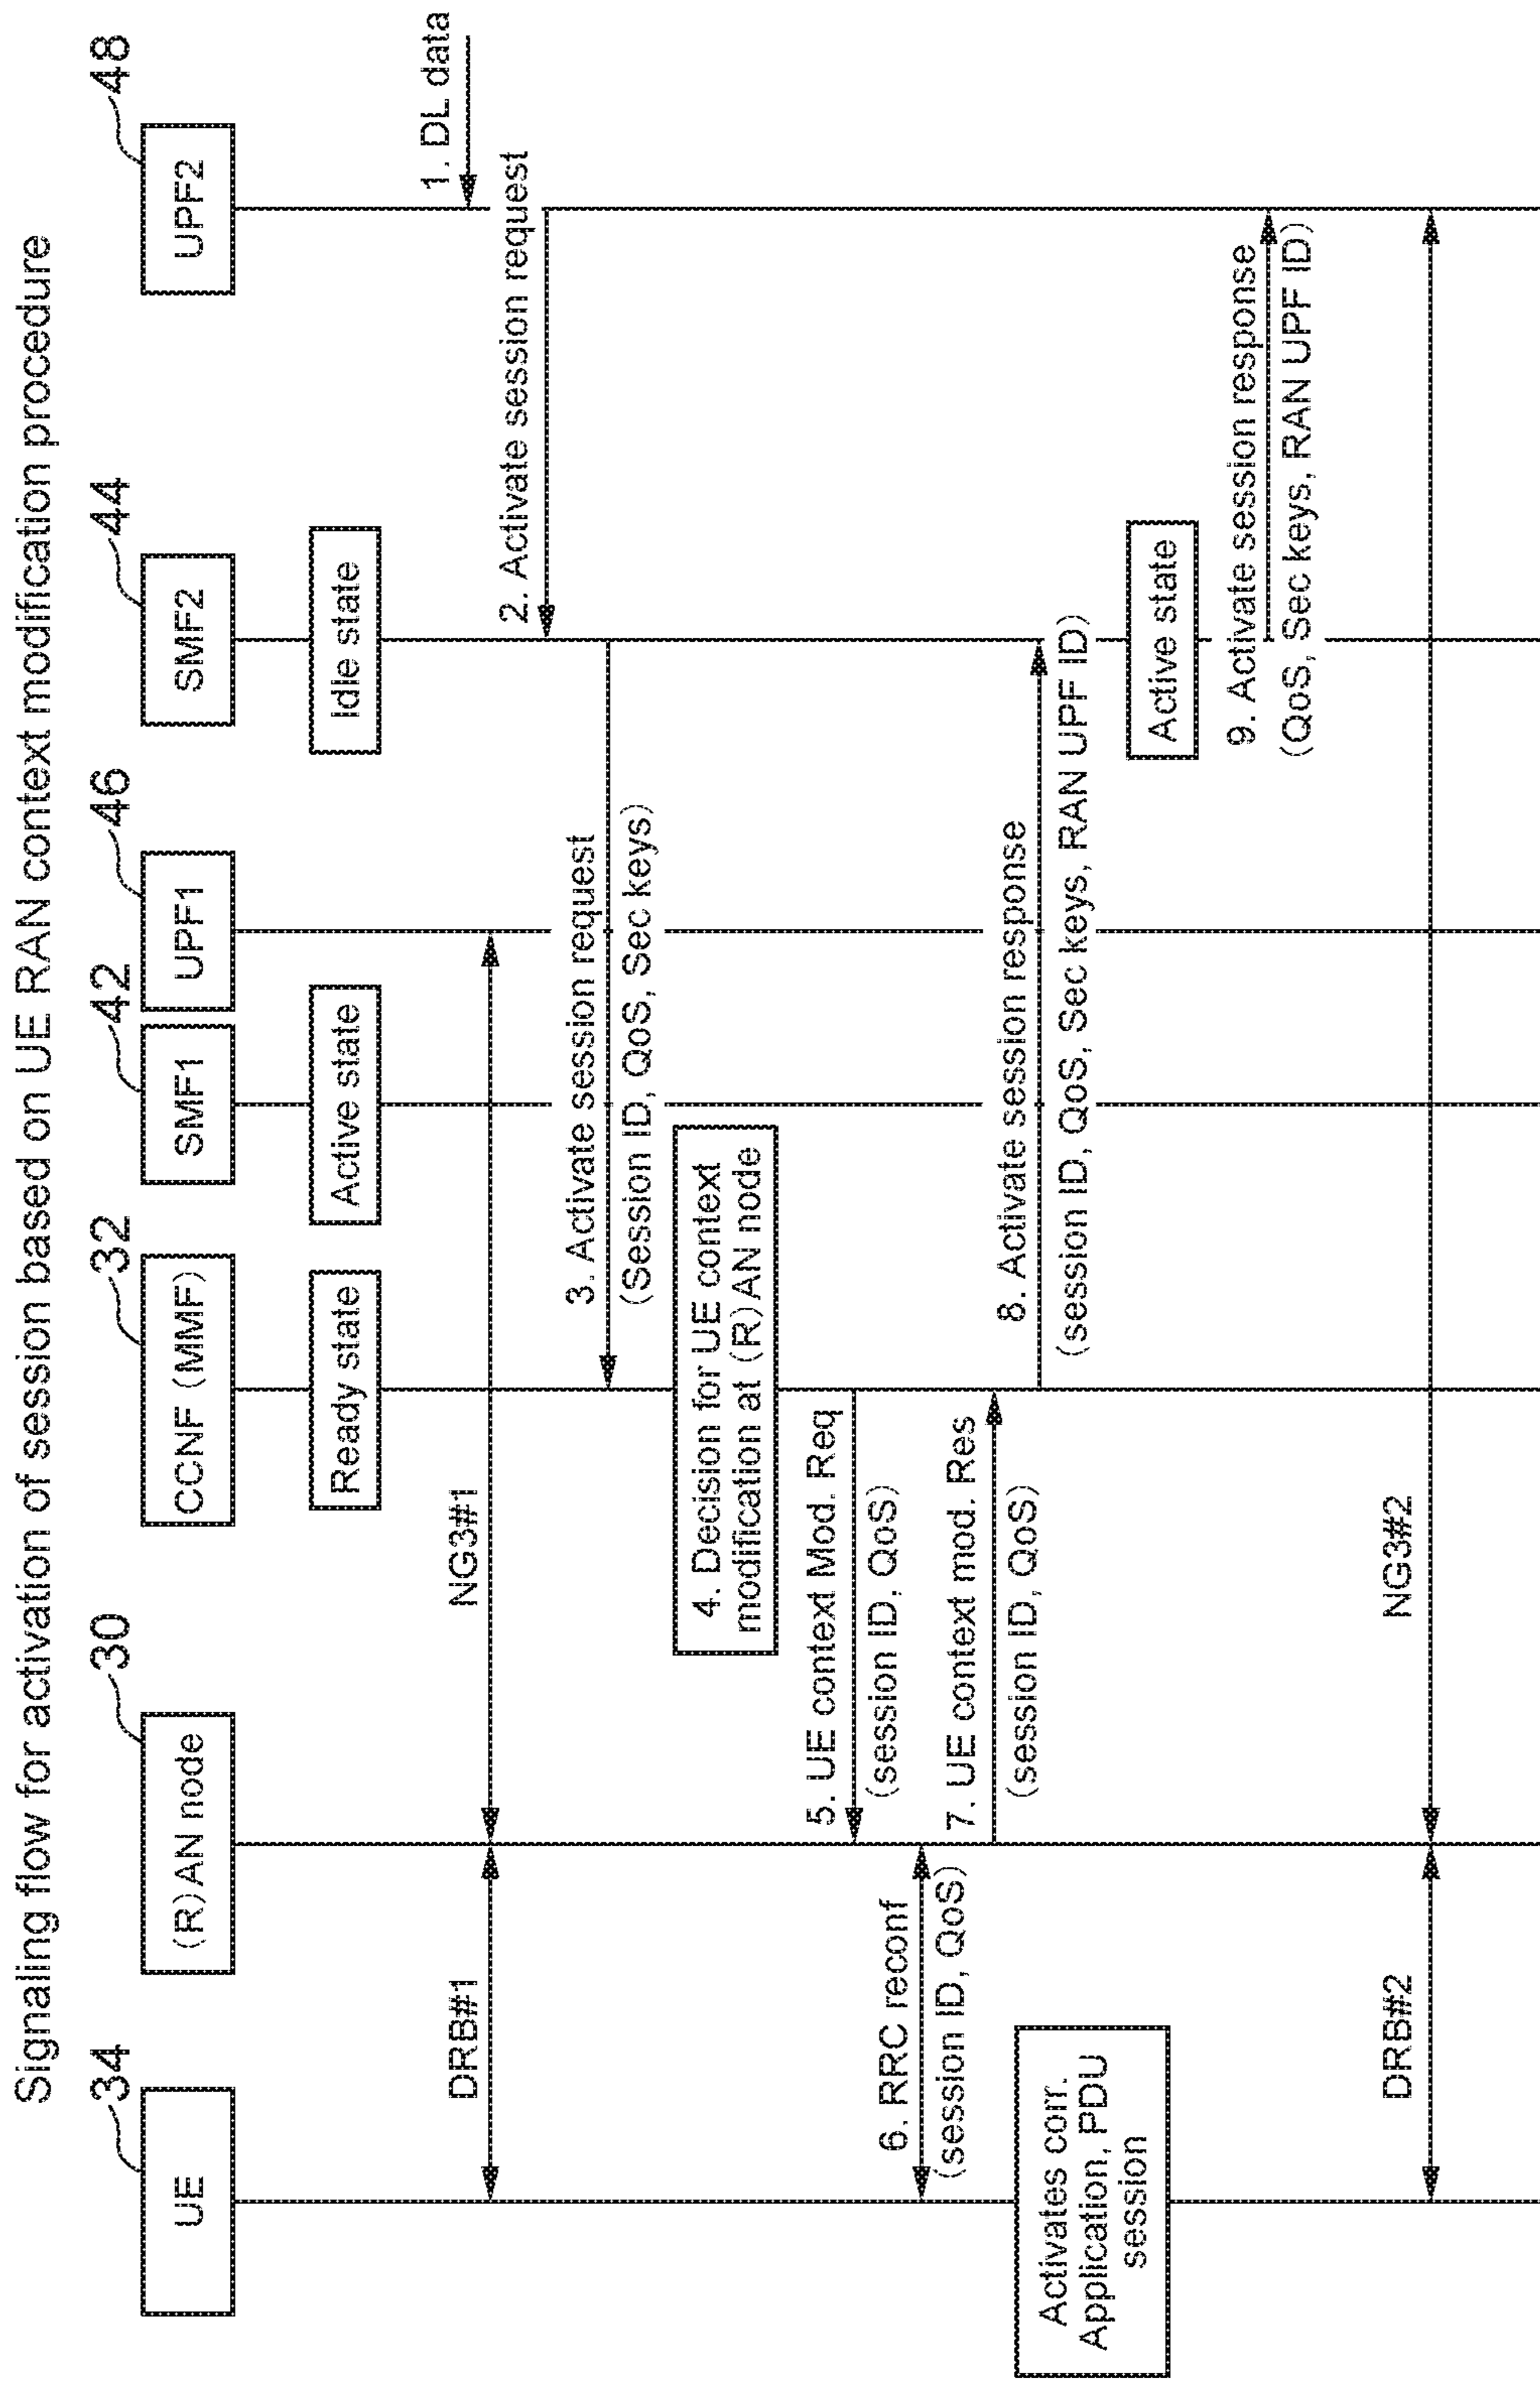 Signaling flow for activation of session based on UE RAN context modification procedure
34
30
32
42
46
44
48
UE
(R)AN node
CCNF (MMF)
SMF1
UPF1
SMF2
UPF2
Ready state
Active state
Idle state
1. DL data
DRB#1
NG3#1
2. Activate session request
3. Activate session request
(Session ID, QoS, Sec keys)
4. Decision for UE context
modification at (R)AN node
5. UE context Mod. Req
(session ID, QoS)
6. RRC reconf
(session ID, QoS)
7. UE context mod. Res
(session ID, QoS)
Activates corr.
Application, PDU
session
8. Activate session response
(session ID, QoS, Sec keys, RAN UPF ID)
Active state
9. Activate session response
(QoS, Sec keys, RAN UPF ID)
DRB#2
NG3#2